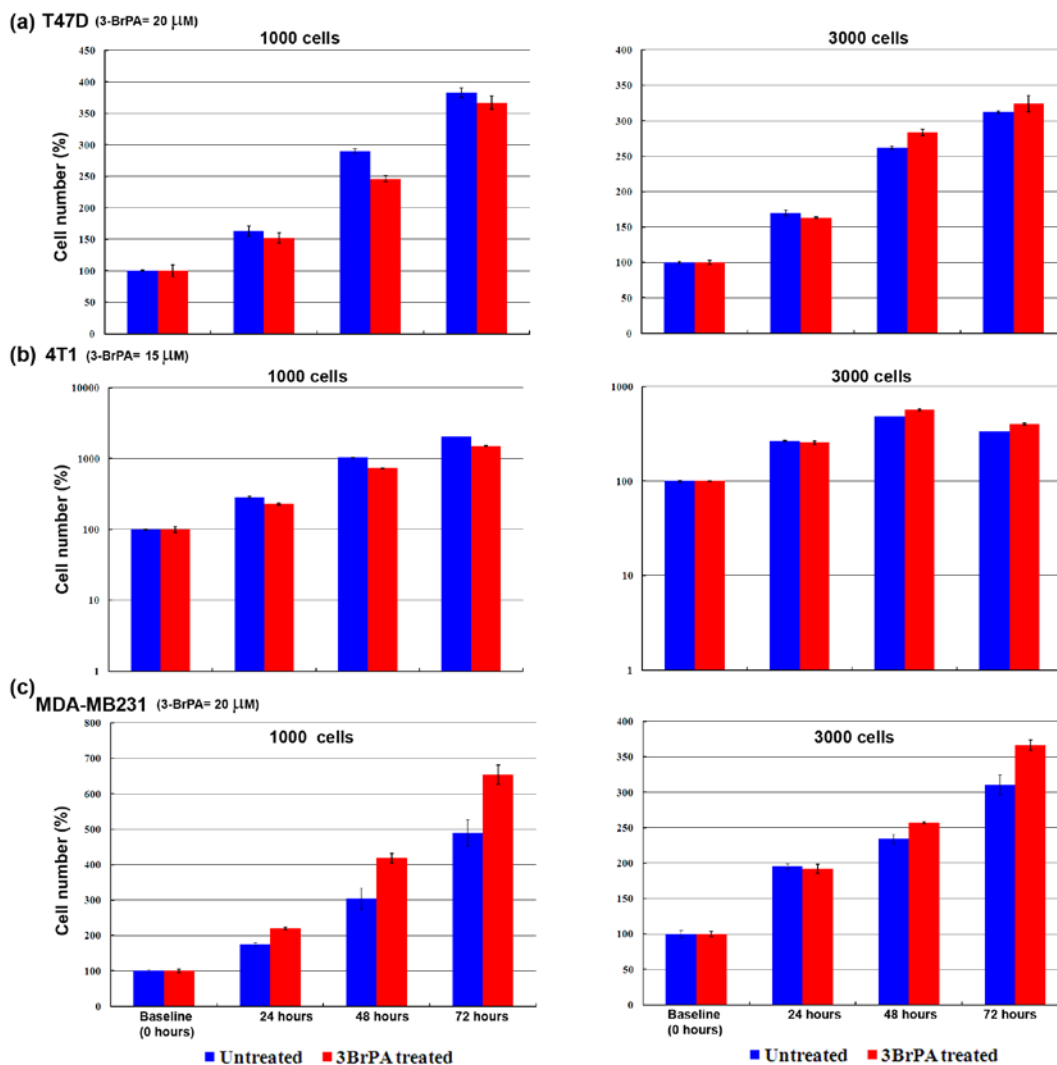 (a) T47D (3-BrPA= 20 µM)
1000 cells
3000 cells
Cell number (%)
450
400
350
300
250
200
150
100
50
0
400
350
300
250
200
150
100
50
0
(b) 4T1 (3-BrPA= 15 µM)
1000 cells
3000 cells
Cell number (%)
10000
1000
100
10
1
1000
100
10
1
(c) MDA-MB231 (3-BrPA= 20 µM)
1000 cells
3000 cells
Cell number (%)
800
700
600
500
400
300
200
100
0
400
350
300
250
200
150
100
50
0
Baseline (0 hours)
24 hours
48 hours
72 hours
Baseline (0 hours)
24 hours
48 hours
72 hours
Untreated 3BrPA treated
Untreated 3BrPA treated